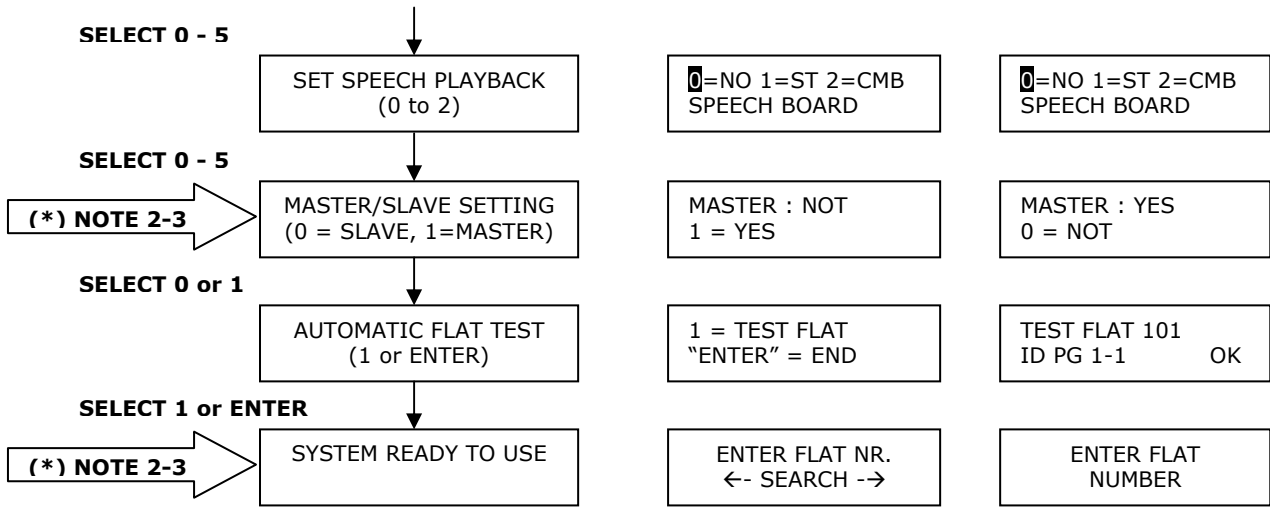 SELECT 0 - 5
SET SPEECH PLAYBACK
(0 to 2)
0=NO 1=ST 2=CMB
SPEECH BOARD
0=NO 1=ST 2=CMB
SPEECH BOARD
SELECT 0 - 5
(*) NOTE 2-3
MASTER/SLAVE SETTING
(0 = SLAVE, 1=MASTER)
MASTER : NOT
1 = YES
MASTER : YES
0 = NOT
SELECT 0 or 1
AUTOMATIC FLAT TEST
(1 or ENTER)
1 = TEST FLAT
“ENTER” = END
TEST FLAT 101
ID PG 1-1 OK
SELECT 1 or ENTER
(*) NOTE 2-3
SYSTEM READY TO USE
ENTER FLAT NR.
←- SEARCH -→
ENTER FLAT
NUMBER